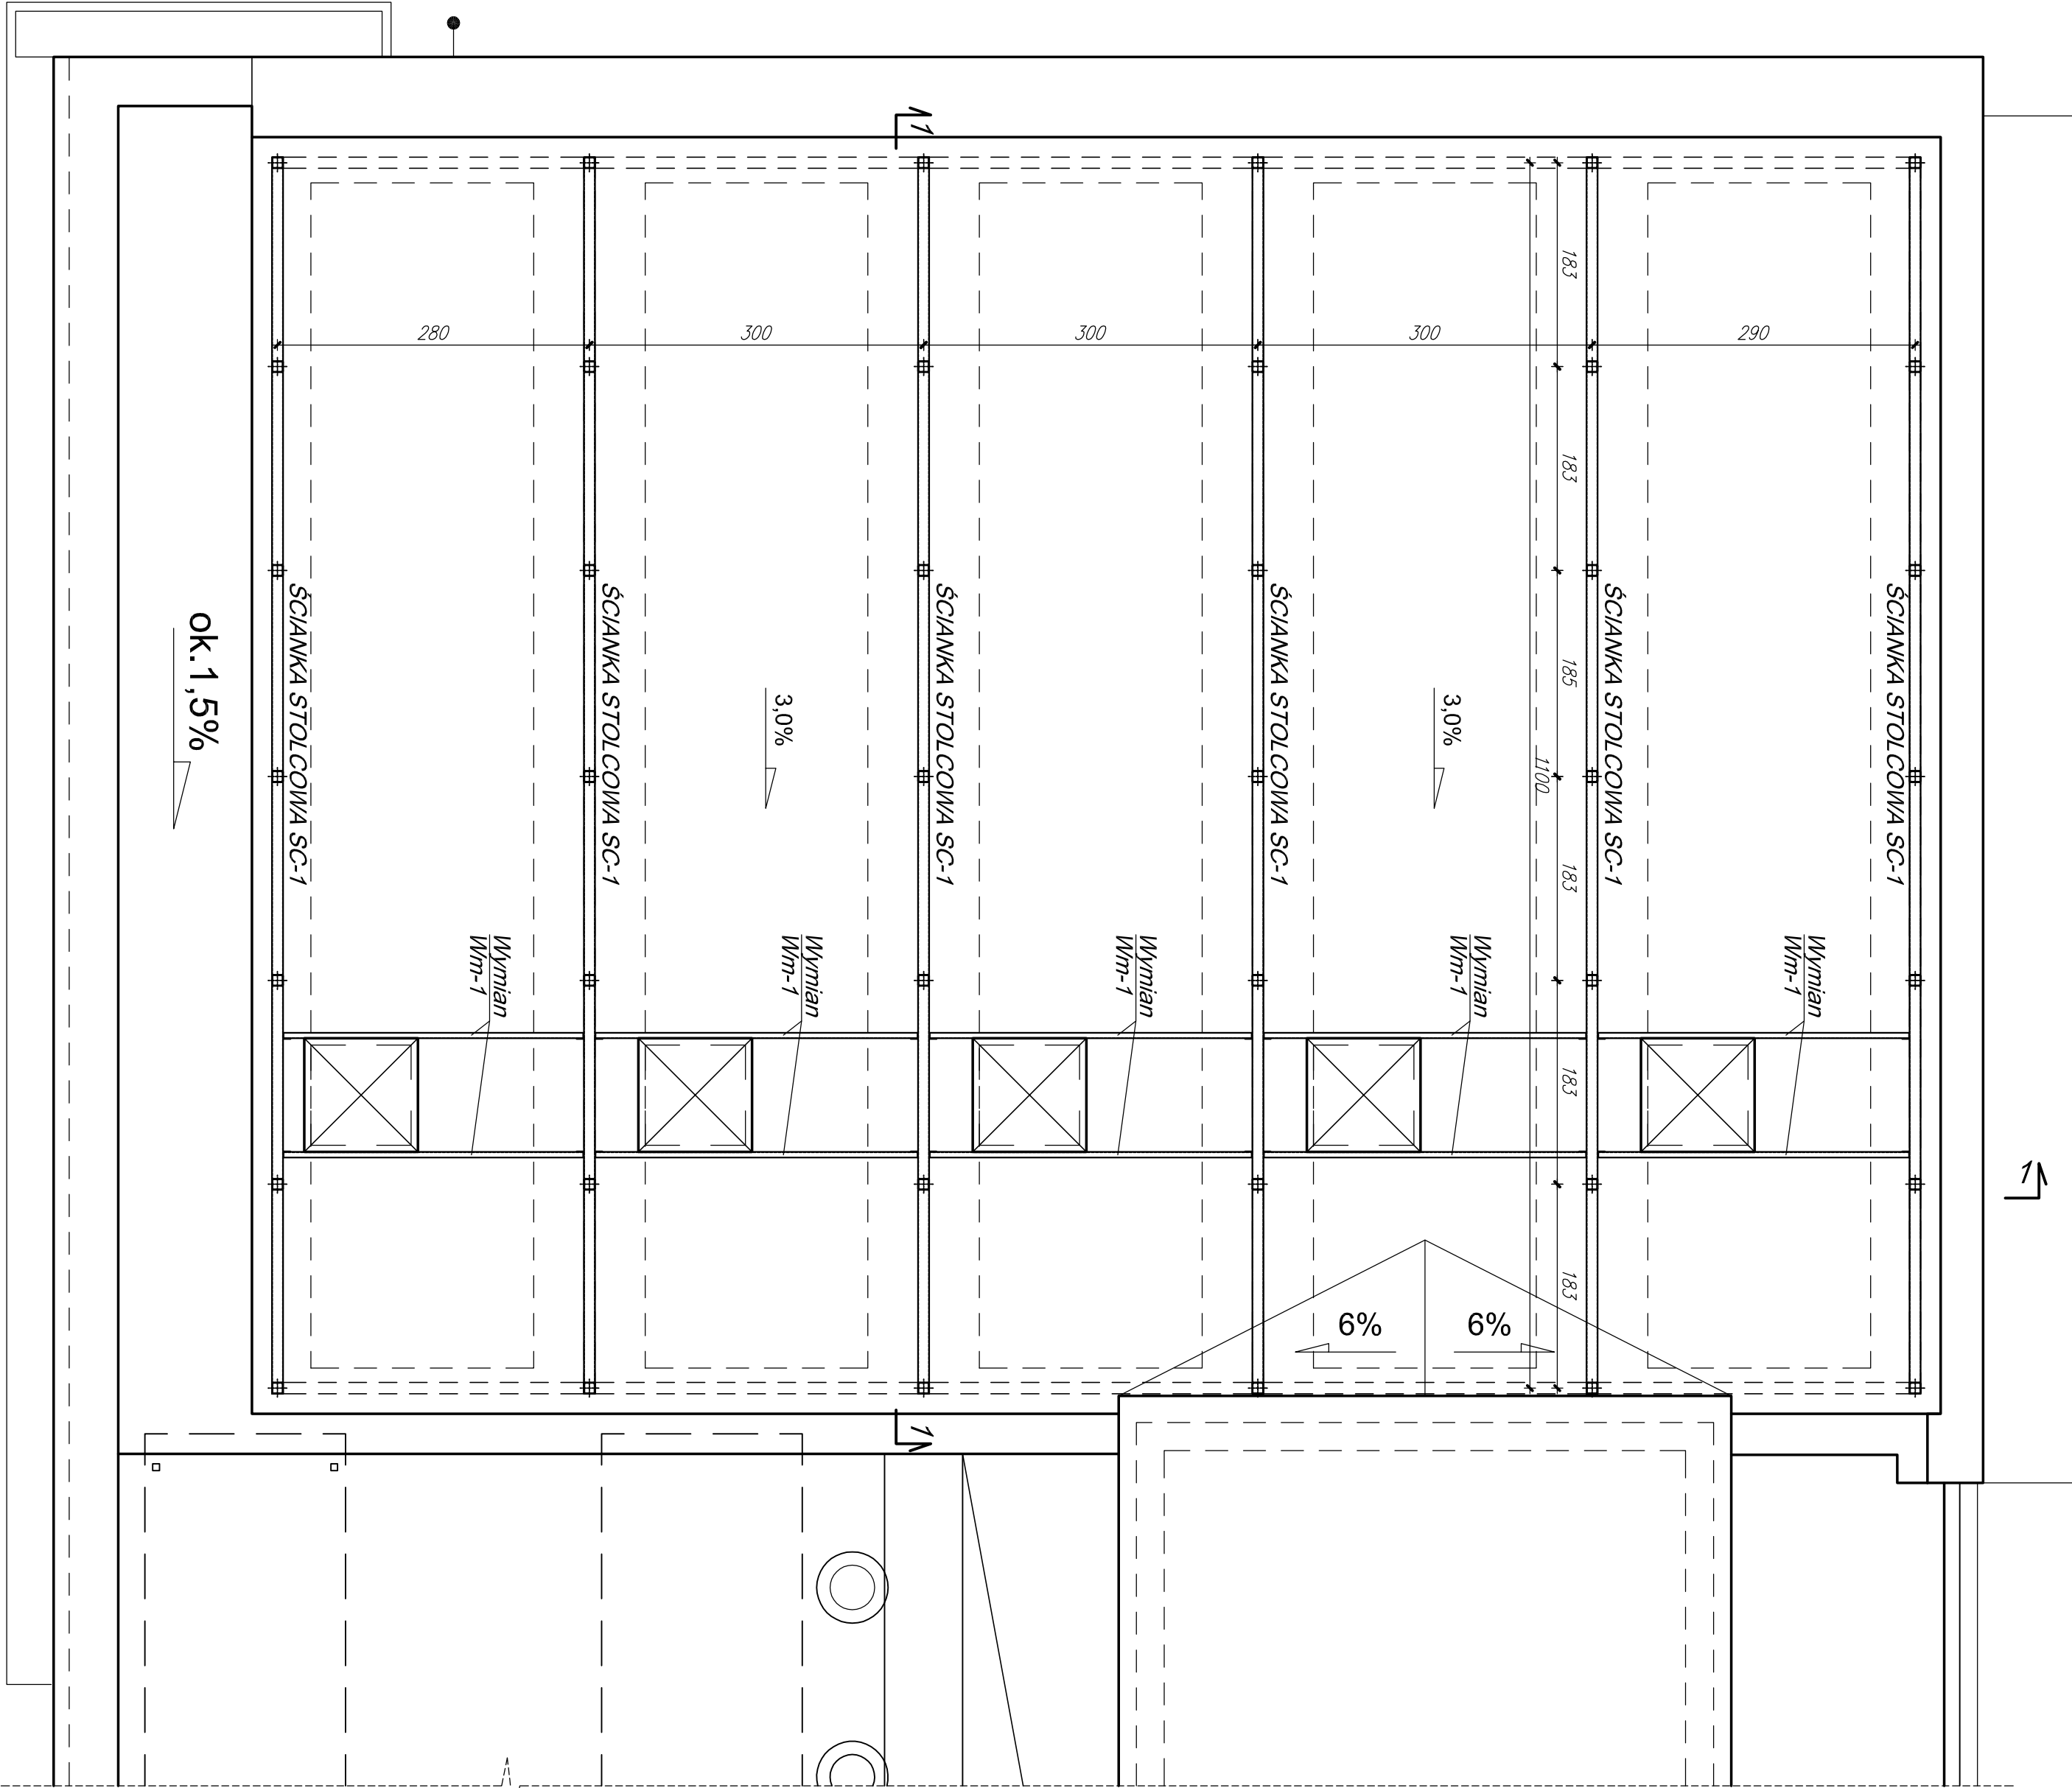 1
183
280
300
300
300
290
183
ŚCIANKA STOLCOWA SC-1
ŚCIANKA STOLCOWA SC-1
ŚCIANKA STOLCOWA SC-1
ŚCIANKA STOLCOWA SC-1
ŚCIANKA STOLCOWA SC-1
ŚCIANKA STOLCOWA SC-1
ok.1,5%
3,0%
3,0%
185
1100
183
Wymian
Wm-1
Wymian
Wm-1
Wymian
Wm-1
Wymian
Wm-1
Wymian
Wm-1
183
1
183
6%
6%
1